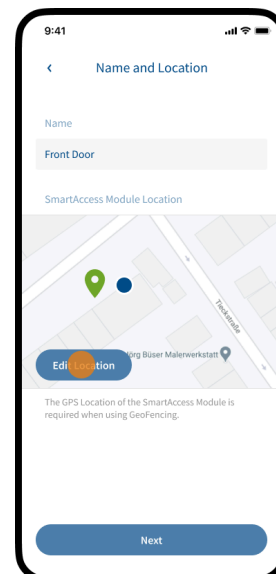 9:41
Name and Location
Name
Front Door
SmartAccess Module Location
Tieckstraße
Jörg Büser Malerwerkstatt
Edit Location
The GPS Location of the SmartAccess Module is
required when using GeoFencing.
Next